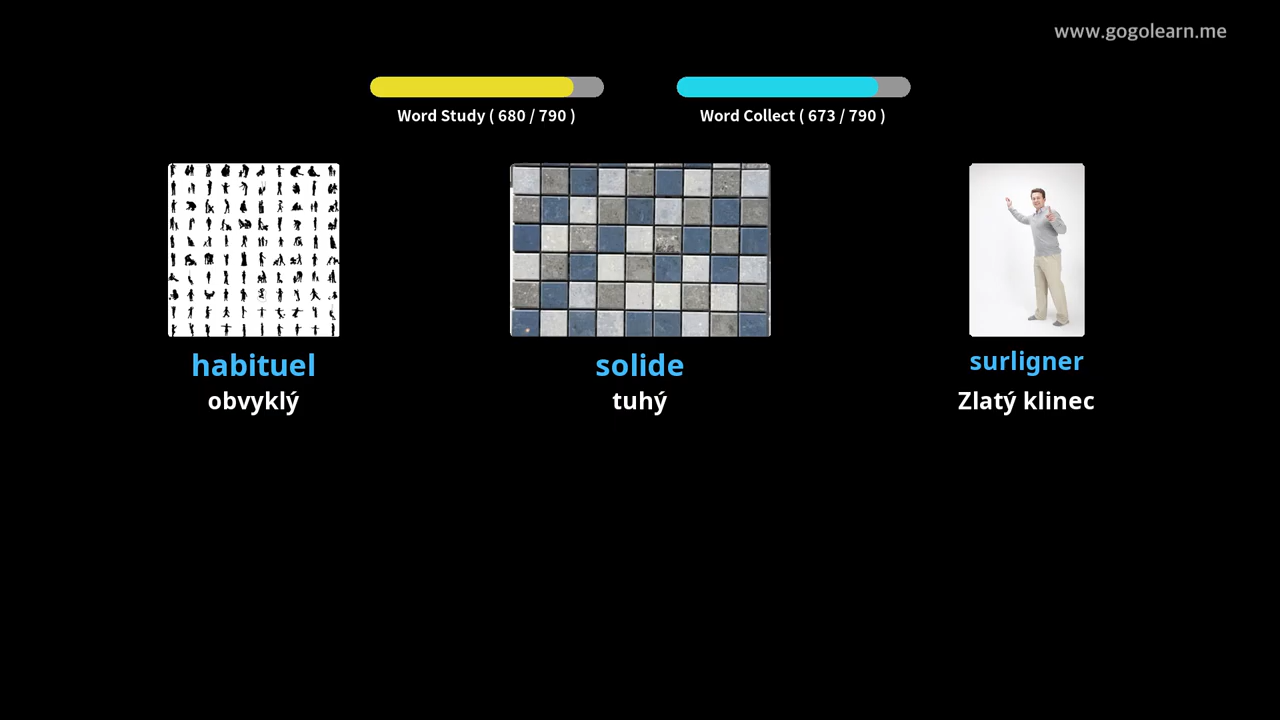 www.gogolearn.me
Word Study ( 680 / 790 )
Word Collect ( 673 / 790 )
habituel
solide
surligner
obvyklý
tuhý
Zlatý klinec